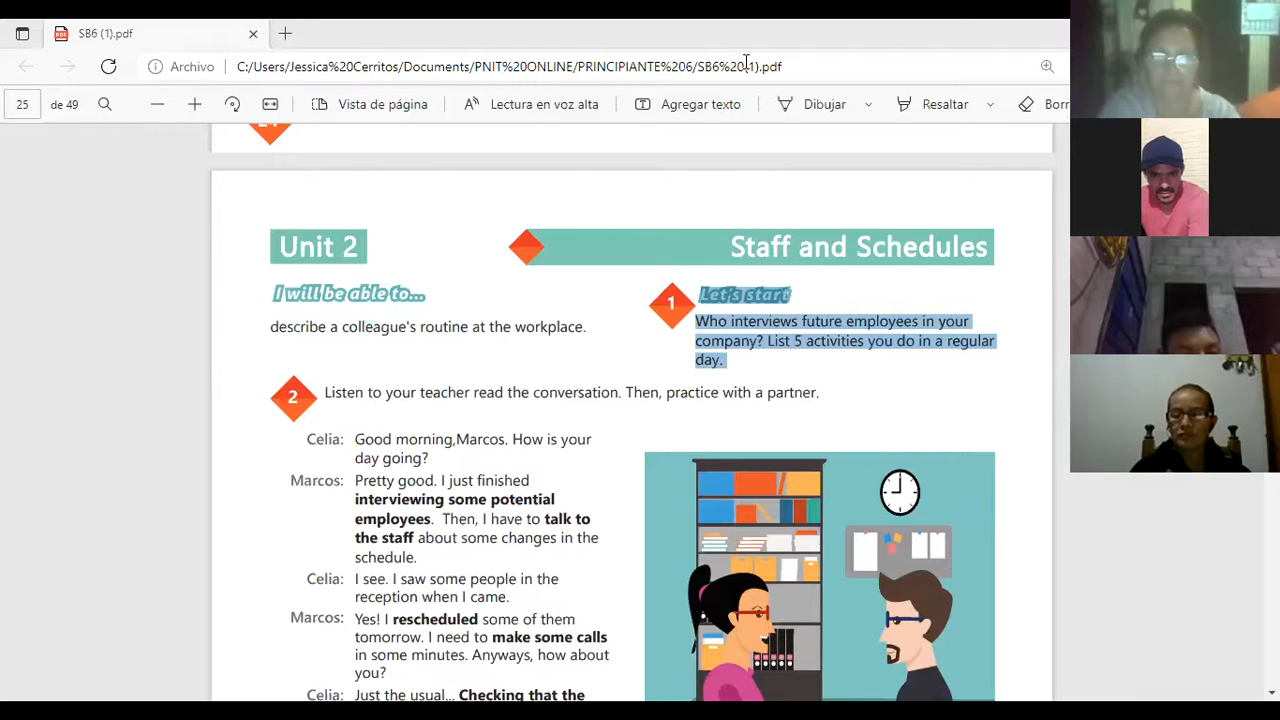 SB6 (1).pdf
Archivo
C:/Users/Jessica%20Cerritos/Documents/PNIT%20ONLINE/PRINCIPIANTE%206/SB6%20(1).pdf
25
de 49
Vista de página
Lectura en voz alta
Agregar texto
Dibujar
Resaltar
Borr
Unit 2
Staff and Schedules
I will be able to...
describe a colleague's routine at the workplace.
1
Let's start
Who interviews future employees in your
company? List 5 activities you do in a regular
day.
2
Listen to your teacher read the conversation. Then, practice with a partner.
Celia: Good morning,Marcos. How is your
day going?
Marcos: Pretty good. I just finished
interviewing some potential
employees. Then, I have to talk to
the staff about some changes in the
schedule.
Celia: I see. I saw some people in the
reception when I came.
Marcos: Yes! I rescheduled some of them
tomorrow. I need to make some calls
in some minutes. Anyways, how about
you?
Celia: Just the usual... Checking that the